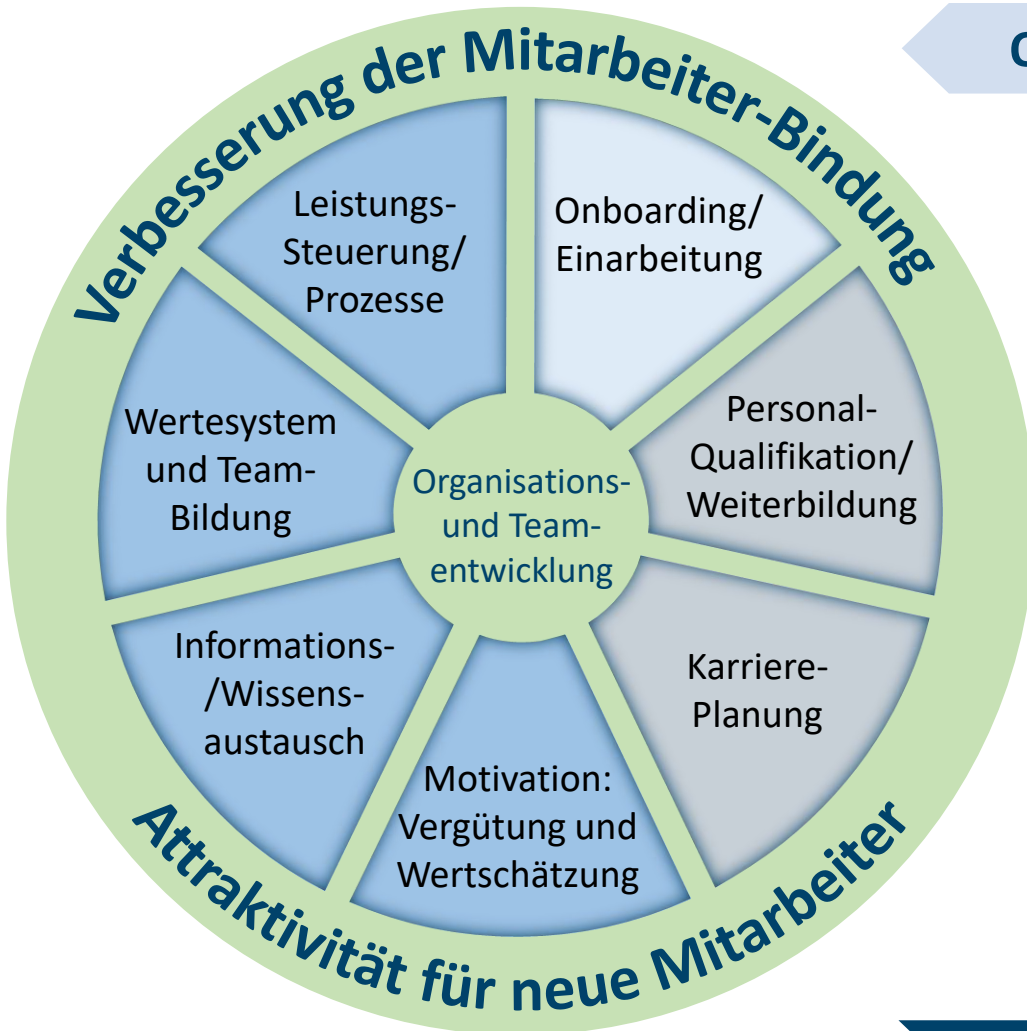 Verbesserung der Mitarbeiter-Bindung
Leistungs-
Steuerung/
Prozesse
Onboarding/
Einarbeitung
Personal-
Qualifikation/
Weiterbildung
Karriere-
Planung
Motivation:
Vergütung und
Wertschätzung
Informations-
/Wissens-
austausch
Wertesystem
und Team-
Bildung
Organisations-
und Team-
entwicklung
Attraktivität für neue Mitarbeiter